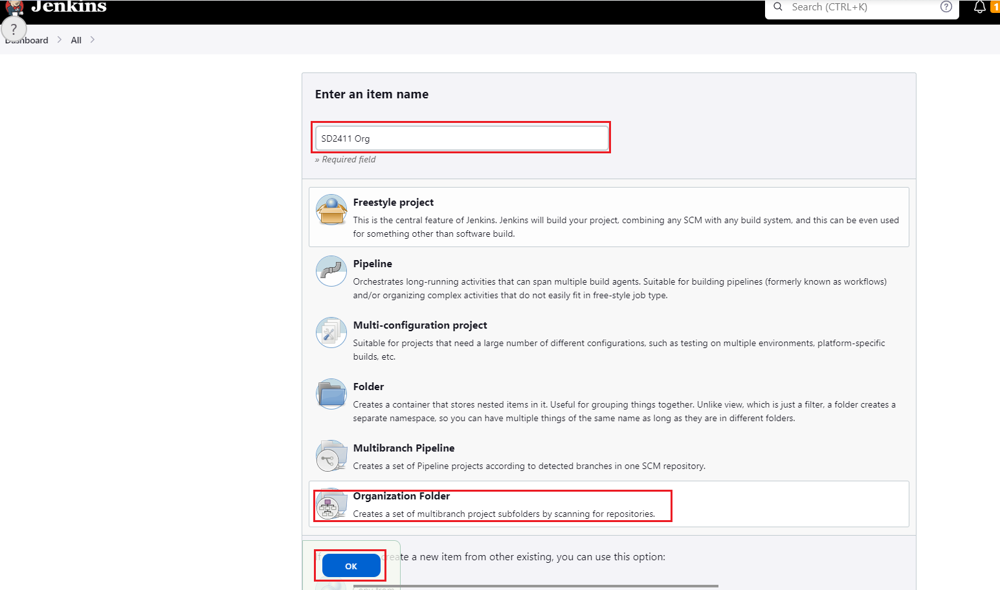 Jenkins
Search (CTRL+K)
?
1
?
Dashboard
All
Enter an item name
SD2411 Org
» Required field
Freestyle project
This is the central feature of Jenkins. Jenkins will build your project, combining any SCM with any build system, and this can be even used
for something other than software build.
Pipeline
Orchestrates long-running activities that can span multiple build agents. Suitable for building pipelines (formerly known as workflows)
and/or organizing complex activities that do not easily fit in free-style job type.
Multi-configuration project
Suitable for projects that need a large number of different configurations, such as testing on multiple environments, platform-specific
builds, etc.
Folder
Creates a container that stores nested items in it. Useful for grouping things together. Unlike view, which is just a filter, a folder creates a
separate namespace, so you can have multiple things of the same name as long as they are in different folders.
Multibranch Pipeline
Creates a set of Pipeline projects according to detected branches in one SCM repository.
Organization Folder
Creates a set of multibranch project subfolders by scanning for repositories.
create a new item from other existing, you can use this option:
OK